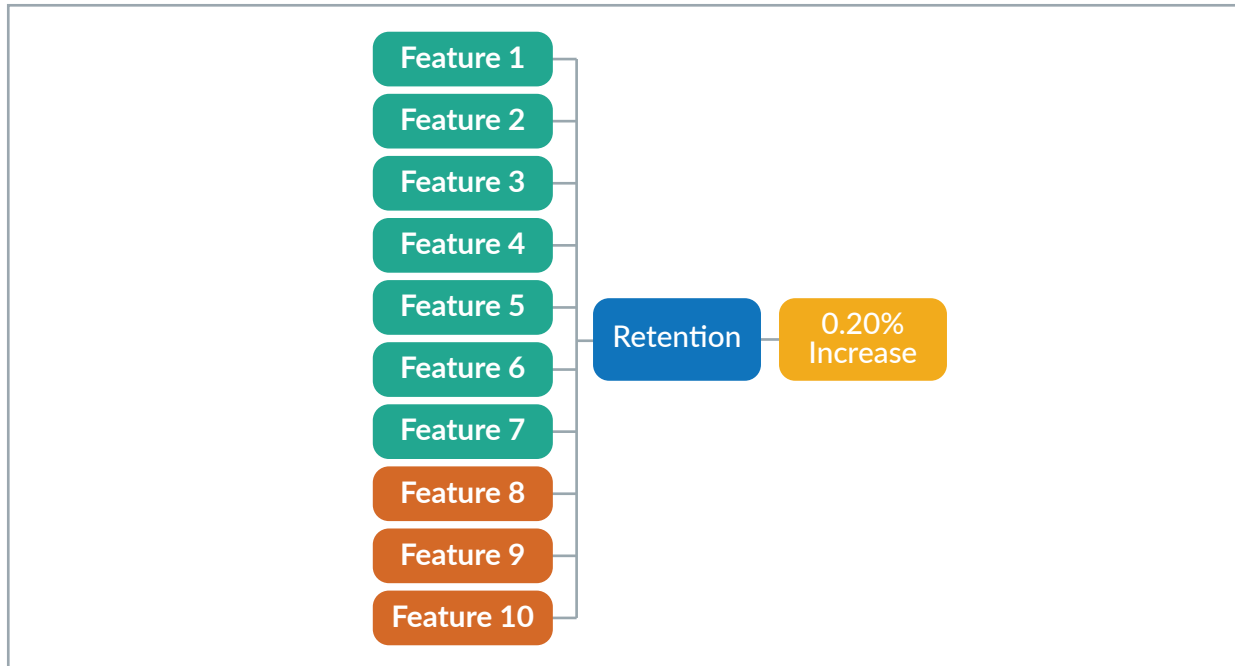 Feature 1
Feature 2
Feature 3
Feature 4
Feature 5
Feature 6
Feature 7
Feature 8
Feature 9
Feature 10
Retention
0.20%
Increase